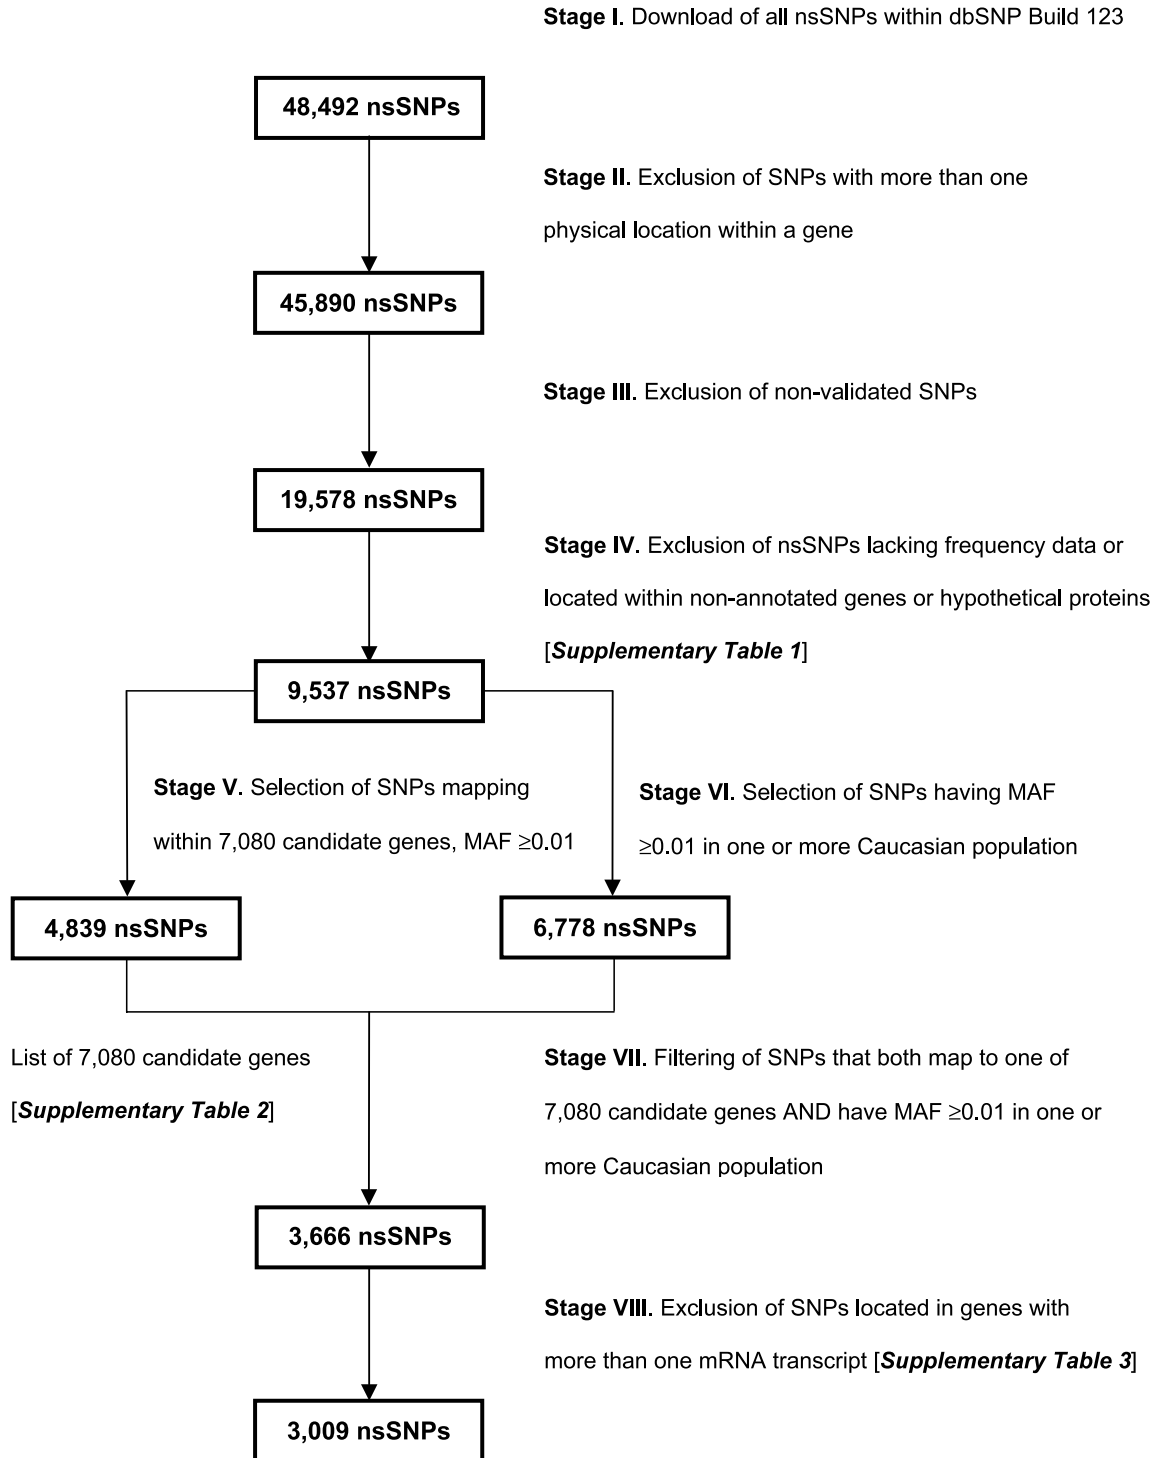 Stage I. Download of all nsSNPs within dbSNP Build 123
48,492 nsSNPs
Stage II. Exclusion of SNPs with more than one
physical location within a gene
45,890 nsSNPs
Stage III. Exclusion of non-validated SNPs
19,578 nsSNPs
Stage IV. Exclusion of nsSNPs lacking frequency data or
located within non-annotated genes or hypothetical proteins
[Supplementary Table 1]
9,537 nsSNPs
Stage V. Selection of SNPs mapping
within 7,080 candidate genes, MAF ≥0.01
Stage VI. Selection of SNPs having MAF
≥0.01 in one or more Caucasian population
4,839 nsSNPs
6,778 nsSNPs
List of 7,080 candidate genes
[Supplementary Table 2]
Stage VII. Filtering of SNPs that both map to one of
7,080 candidate genes AND have MAF ≥0.01 in one or
more Caucasian population
3,666 nsSNPs
Stage VIII. Exclusion of SNPs located in genes with
more than one mRNA transcript [Supplementary Table 3]
3,009 nsSNPs